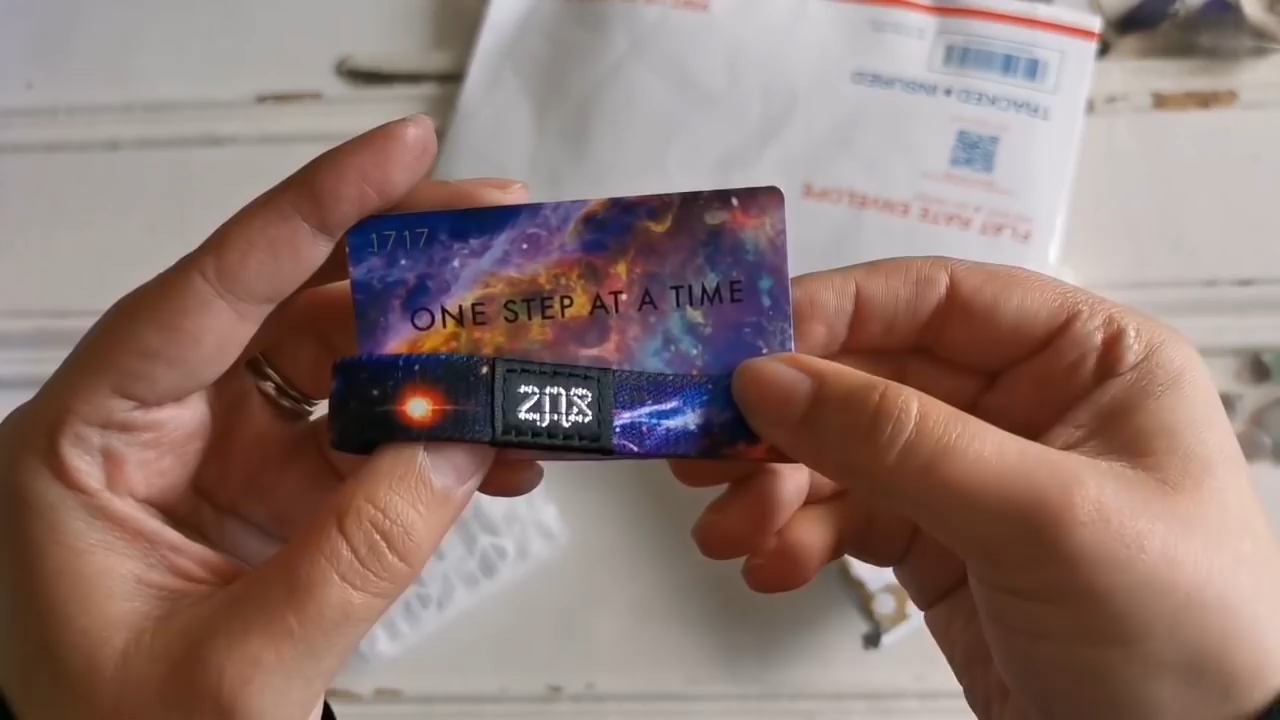 TRACKED ★ INSURED
FLAT RATE ENVELOPE
1717
ONE STEP AT A TIME
ZOX